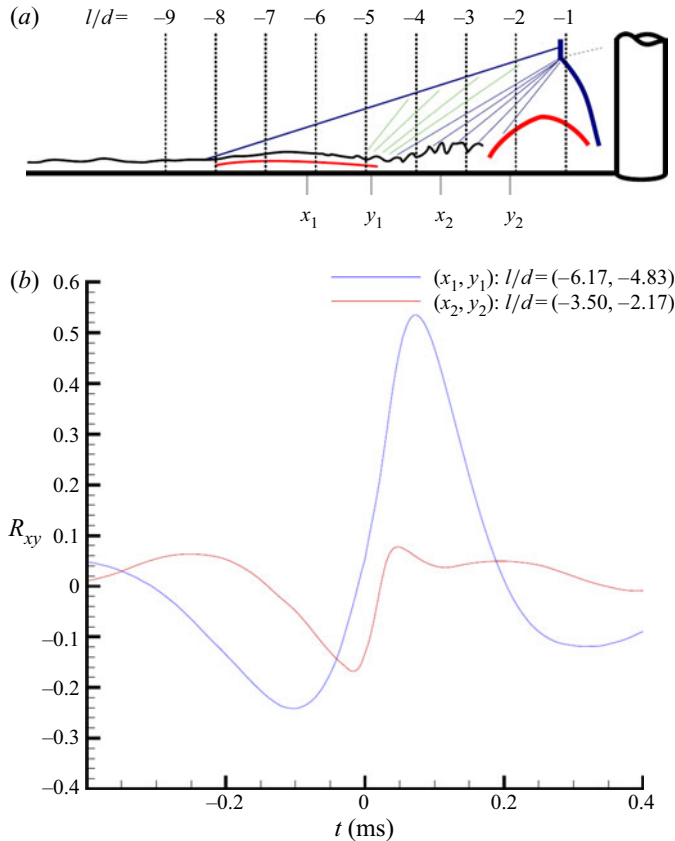 (a) l/d= –9 –8 –7 –6 –5 –4 –3 –2 –1
x1 y1 x2 y2
(b)
0.6
(x1, y1): l/d= (–6.17, –4.83)
(x2, y2): l/d= (–3.50, –2.17)
0.5
0.4
0.3
0.2
0.1
Rxy
0
–0.1
–0.2
–0.3
–0.4
–0.2 0 0.2 0.4
t (ms)